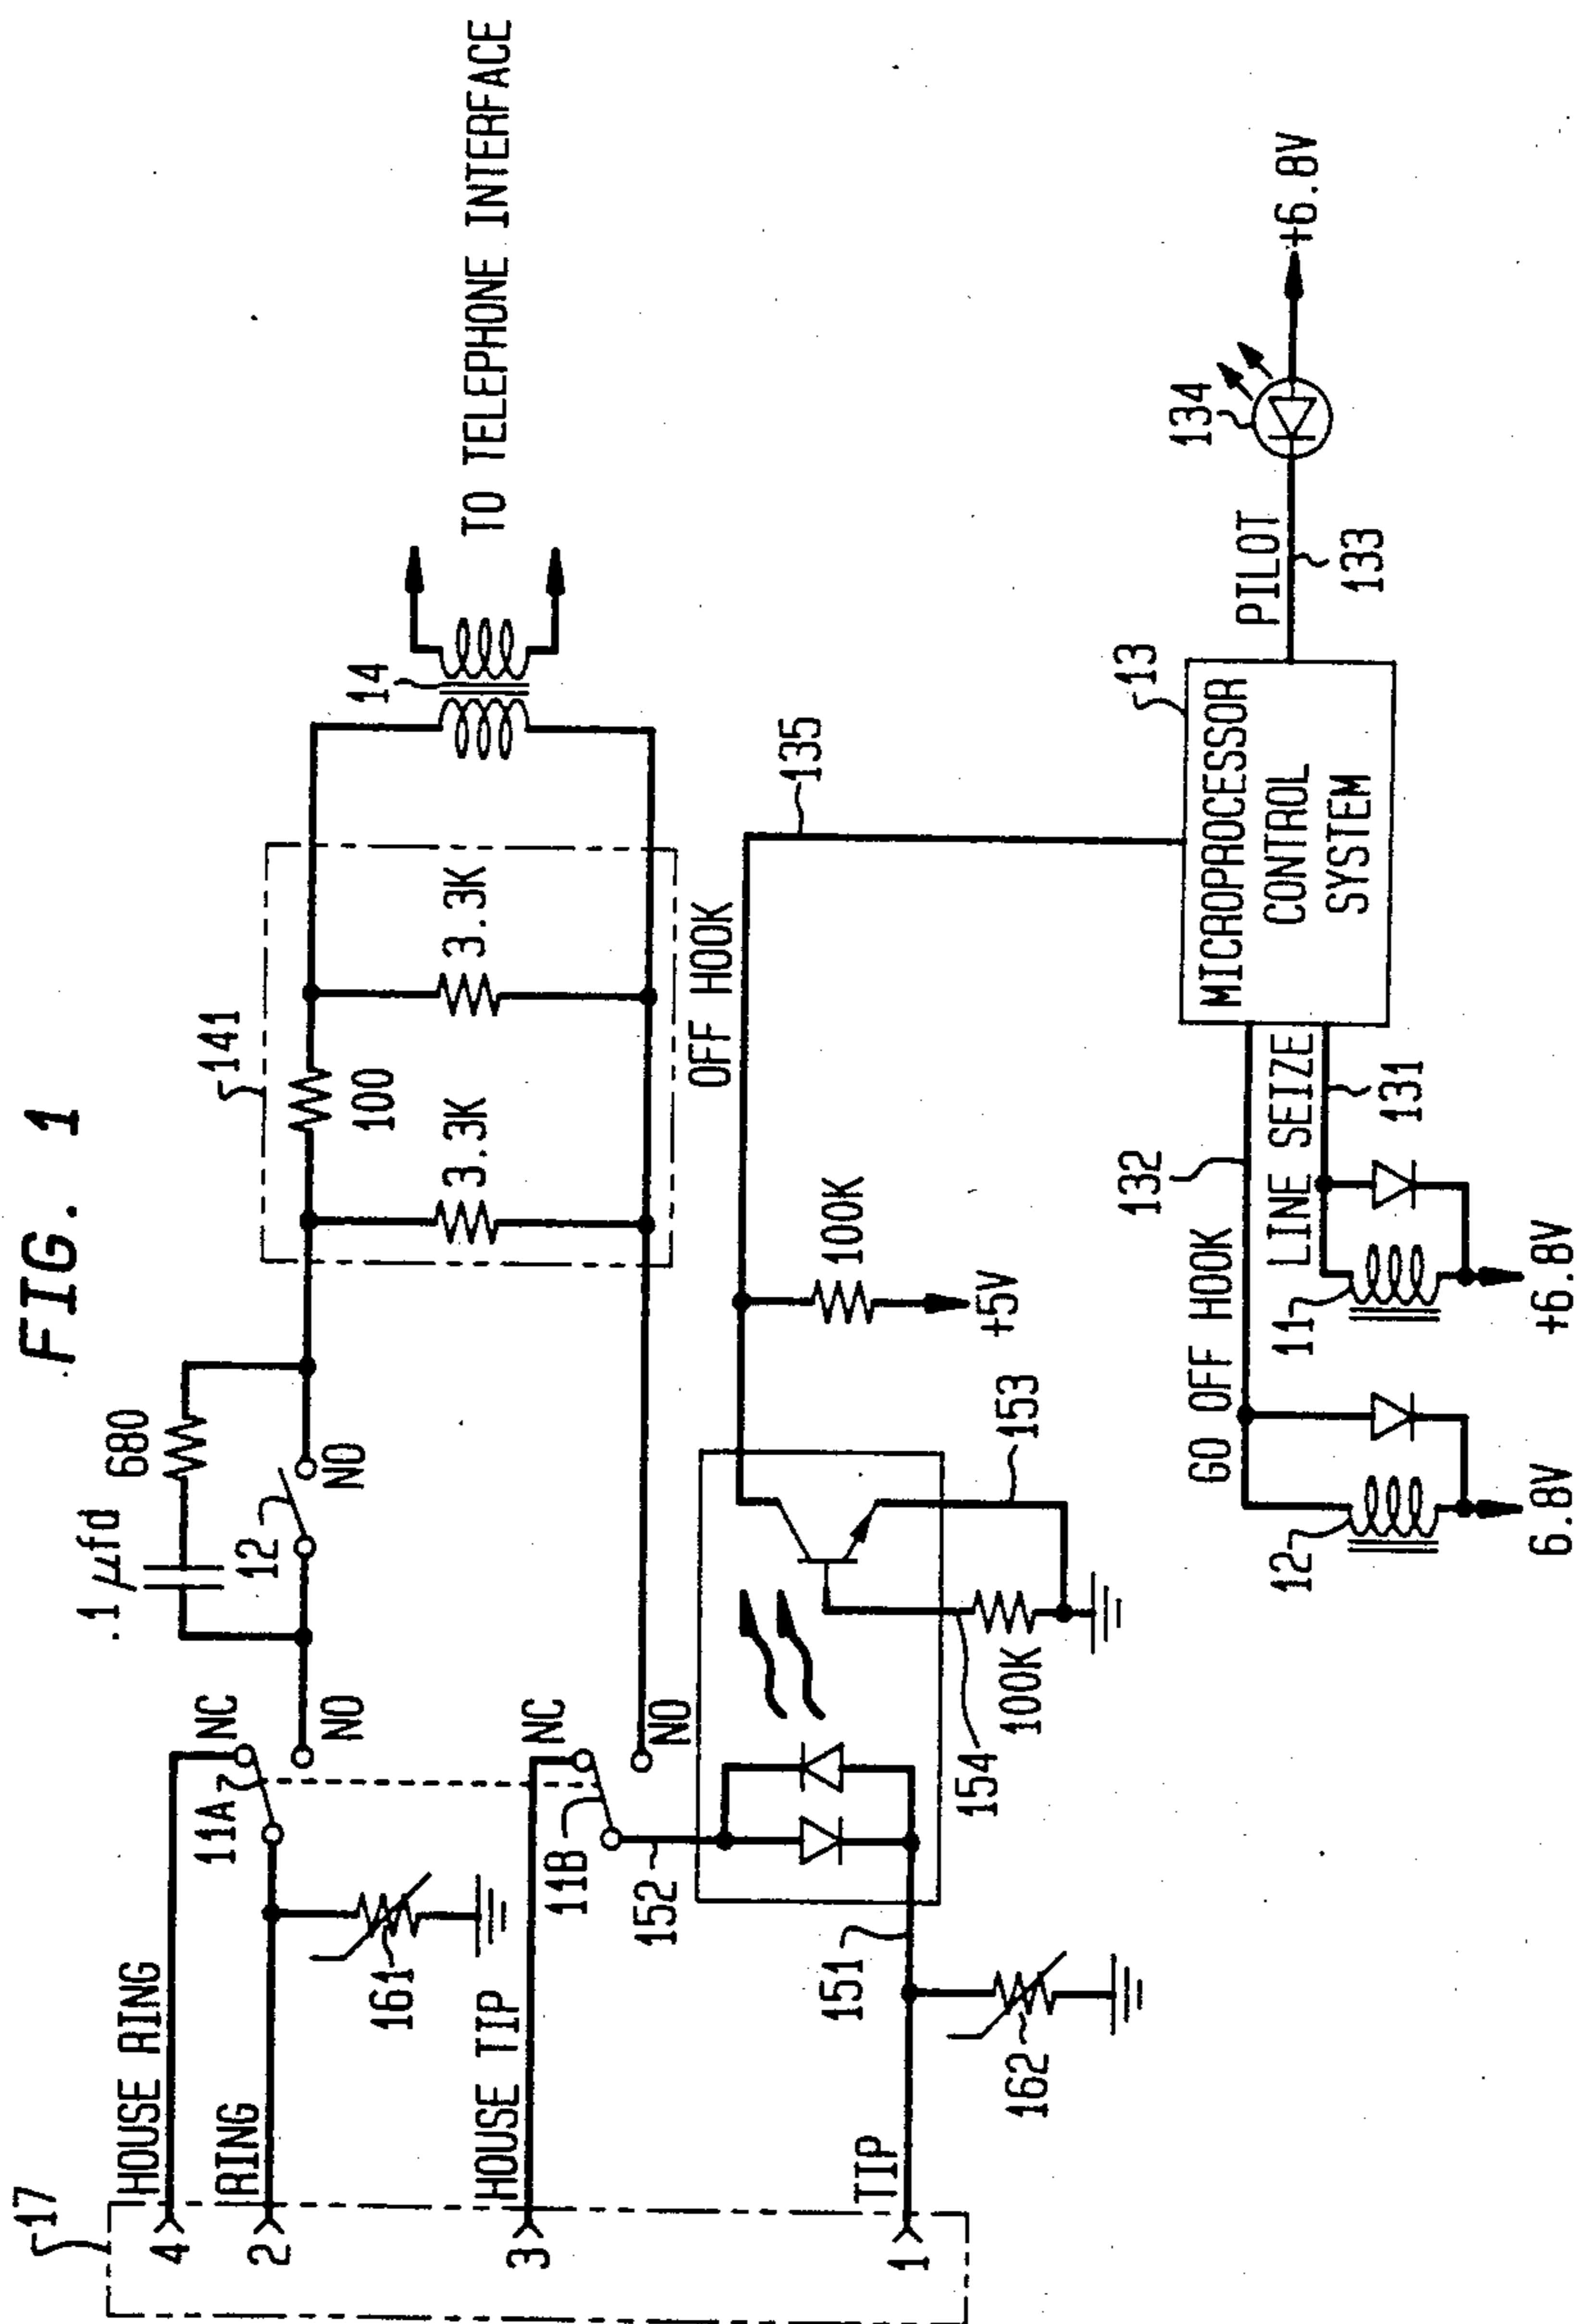 FIG. 1
17
4
HOUSE RING
2
RING
3
HOUSE TIP
1
TIP
161
162
11A
NC
NO
11B
NC
NO
152
151
.1 µfd
680
12
NO
141
3.3K
100
3.3K
14
TO TELEPHONE INTERFACE
154
100K
153
+5V
100K
OFF HOOK
135
GO OFF HOOK
132
LINE SEIZE
131
12
6.8V
11
+6.8V
13
MICROPROCESSOR
CONTROL
SYSTEM
PILOT
133
134
+6.8V